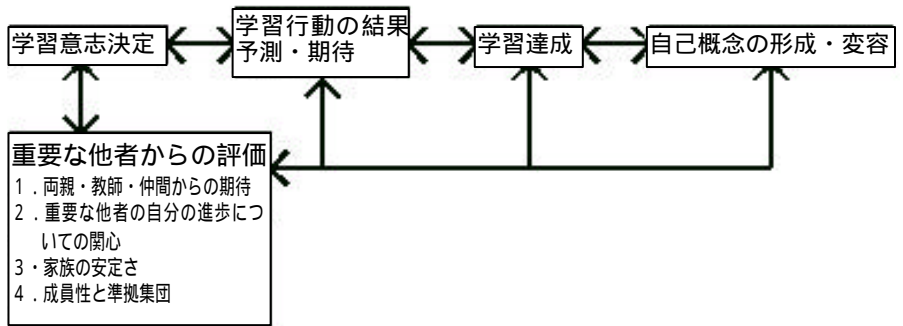 学習意志決定
学習行動の結果
予測・期待
学習達成
自己概念の形成・変容
重要な他者からの評価
1．両親・教師・仲間からの期待
2．重要な他者の自分の進歩につ
いての関心
3・家族の安定さ
4．成員性と準拠集団